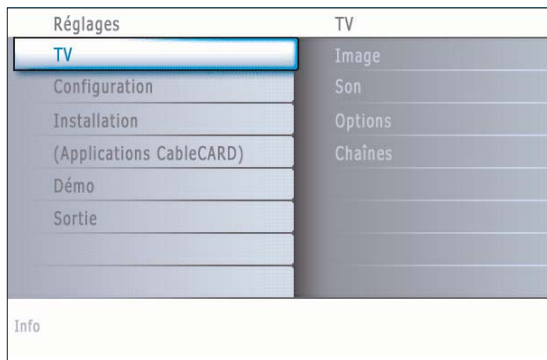 Réglages
TV
TV
Image
Configuration
Son
Installation
Options
(Applications CableCARD)
Chaînes
Démo
Sortie
Info